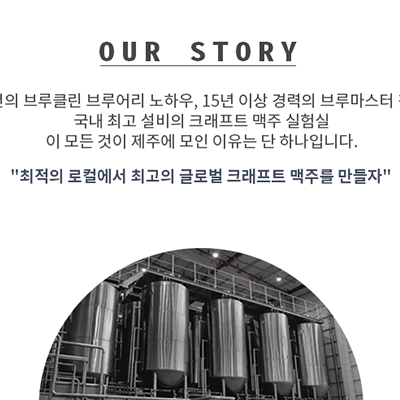 OUR STORY
의 브루클린 브루어리 노하우, 15년 이상 경력의 브루마스터
국내 최고 설비의 크래프트 맥주 실험실
이 모든 것이 제주에 모인 이유는 단 하나입니다.
"최적의 로컬에서 최고의 글로벌 크래프트 맥주를 만들자"